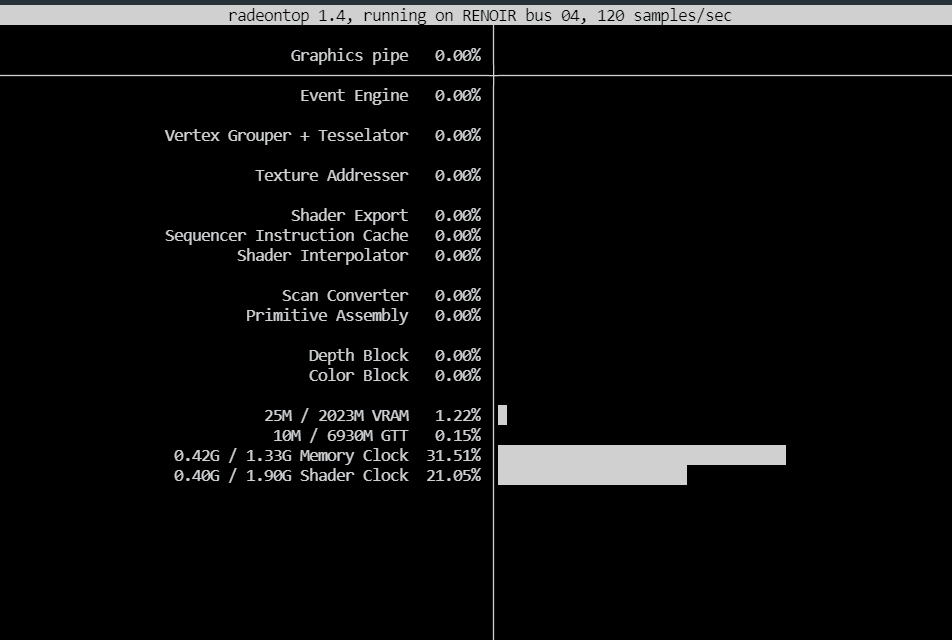 radeontop 1.4, running on RENOIR bus 04, 120 samples/sec
Graphics pipe 0.00%
Event Engine 0.00%
Vertex Grouper + Tesselator 0.00%
Texture Addresser 0.00%
Shader Export 0.00%
Sequencer Instruction Cache 0.00%
Shader Interpolator 0.00%
Scan Converter 0.00%
Primitive Assembly 0.00%
Depth Block 0.00%
Color Block 0.00%
25M / 2023M VRAM 1.22%
10M / 6930M GTT 0.15%
0.42G / 1.33G Memory Clock 31.51%
0.40G / 1.90G Shader Clock 21.05%